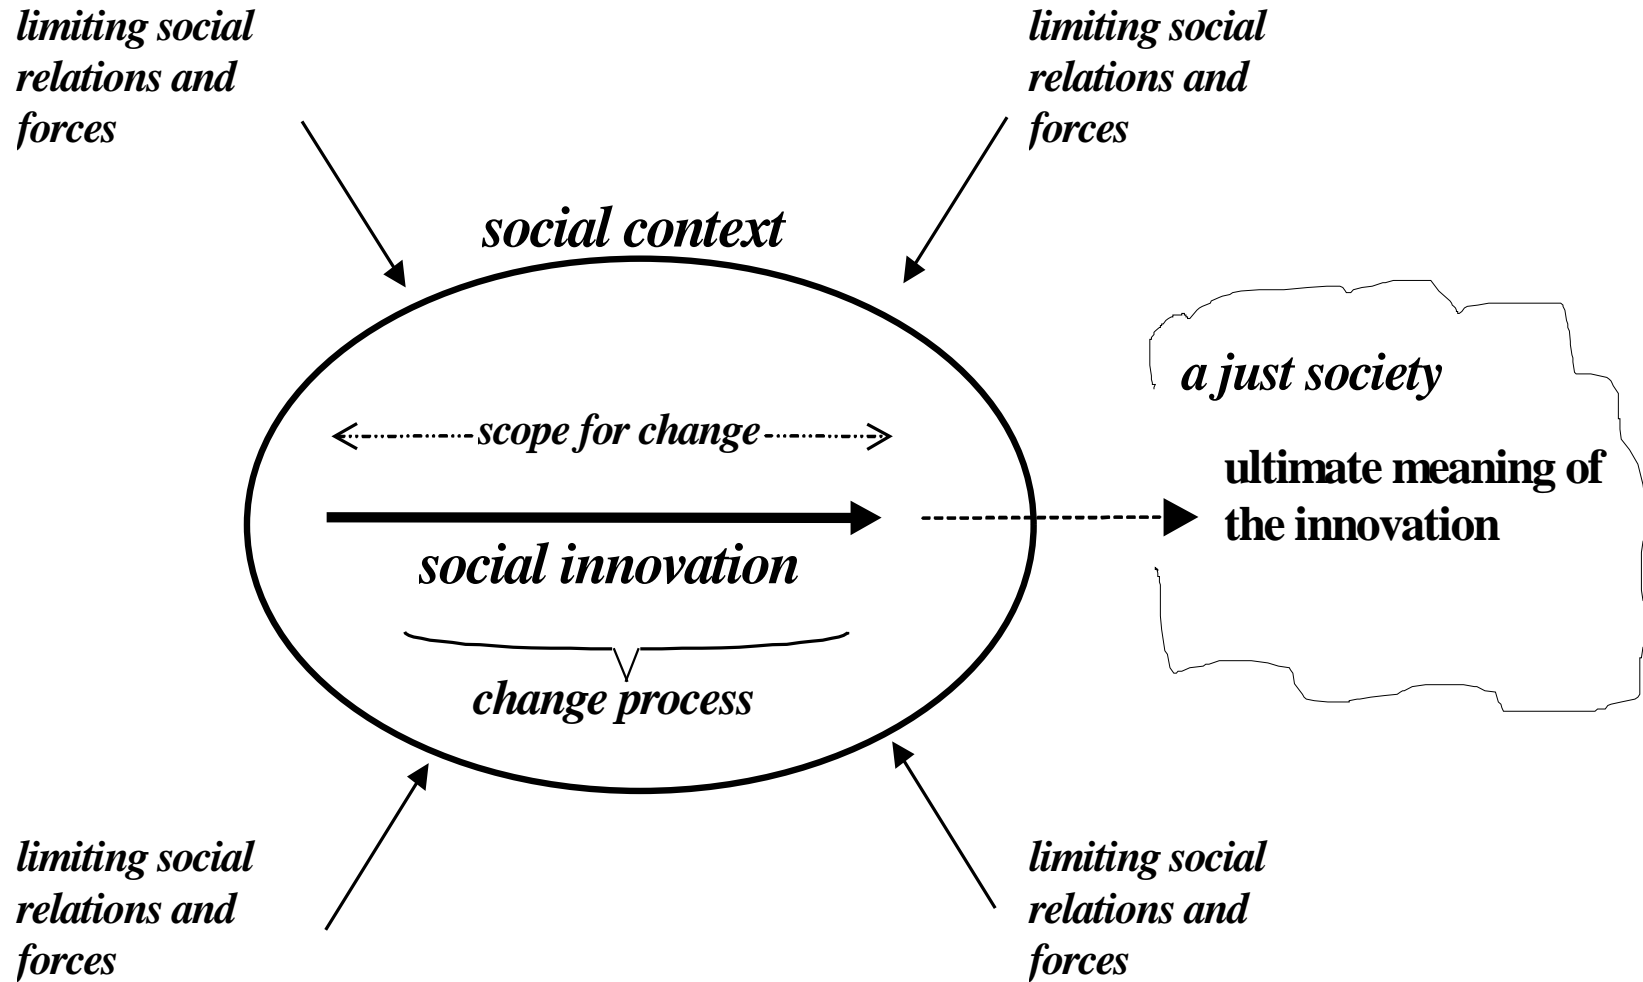 limiting social
relations and
forces
limiting social
relations and
forces
social context
a just society
scope for change
ultimate meaning of
the innovation
social innovation
change process
limiting social
relations and
forces
limiting social
relations and
forces